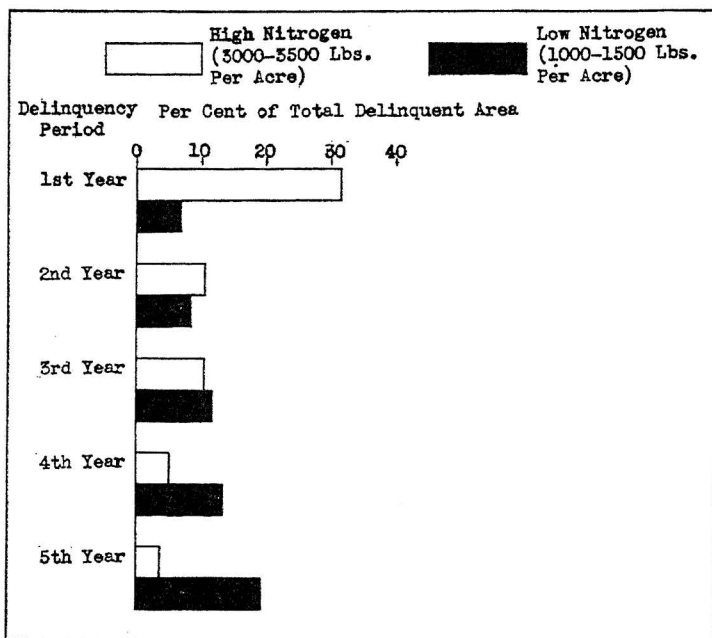 High Nitrogen
(3000-3500 Lbs.
Per Acre)
Low Nitrogen
(1000-1500 Lbs.
Per Acre)
Delinquency
Period
Per Cent of Total Delinquent Area
0 10 20 30 40
1st Year
2nd Year
3rd Year
4th Year
5th Year